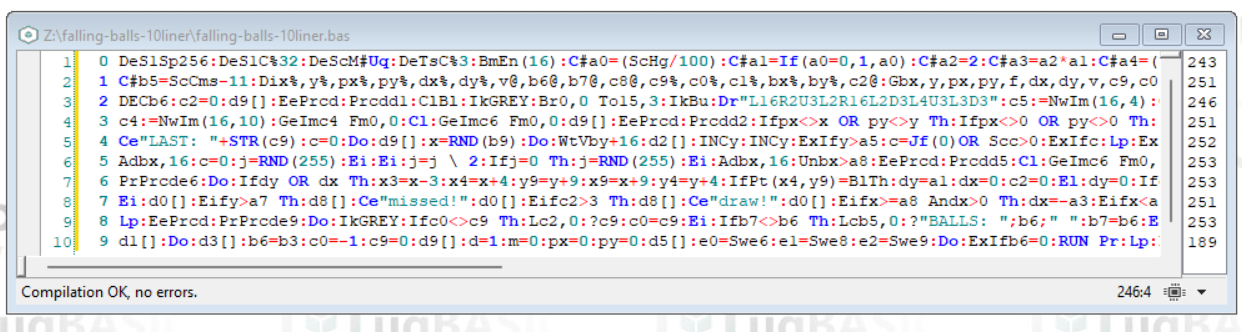 Z:\falling-balls-10liner\falling-balls-10liner.bas
1 0 DeSlSp256:DeSlC%32:DeScM#Uq:DeTsC%3:BmEn(16):C#a0=(ScHg/100):C#a1=If(a0=0,1,a0):C#a2=2:C#a3=a2*a1:C#a4=( 243
2 1 C#b5=ScCms-11:Dix%,y%,px%,py%,dx%,dy%,v@,b6@,b7@,c8@,c9%,c0%,c1%,bx%,by%,c2@:Gbx,y,px,py,f,dx,dy,v,c9,c0 251
3 2 DECb6:c2=0:d9[]:EePrcd:Prcdd1:ClBl:IkGREY:Br0,0 To15,3:IkBu:Dr"L16R2U3L2R16L2D3L4U3L3D3":c5:=NwIm(16,4): 246
4 3 c4:=NwIm(16,10):GeImc4 Fm0,0:Cl:GeImc6 Fm0,0:d9[]:EePrcd:Prcdd2:Ifpx<>x OR py<>y Th:Ifpx<>0 OR py<>0 Th: 251
5 4 Ce"LAST: "+STR(c9):c=0:Do:d9[]:x=RND(b9):Do:WtVby+16:d2[]:INCy:INCy:ExIfy>a5:c=Jf(0)OR Scc>0:ExIfc:Lp:Ex 252
6 5 Adbx,16:c=0:j=RND(255):Ei:Ei:j=j \ 2:Ifj=0 Th:j=RND(255):Ei:Adbx,16:Unbx>a8:EePrcd:Prcdd5:Cl:GeImc6 Fm0, 253
7 6 PrPrcde6:Do:Ifdy OR dx Th:x3=x-3:x4=x+4:y9=y+9:x9=x+9:y4=y+4:IfPt(x4,y9)=BlTh:dy=a1:dx=0:c2=0:El:dy=0:If 253
8 7 Ei:d0[]:Eify>a7 Th:d8[]:Ce"missed!":d0[]:Eifc2>3 Th:d8[]:Ce"draw!":d0[]:Eifx>=a8 Andx>0 Th:dx=-a3:Eifx<a 251
9 8 Lp:EePrcd:PrPrcde9:Do:IkGREY:Ifc0<>c9 Th:Lc2,0:?c9:c0=c9:Ei:Ifb7<>b6 Th:Lcb5,0:?"BALLS: ";b6;" ":b7=b6:E 253
10 9 d1[]:Do:d3[]:b6=b3:c0=-1:c9=0:d9[]:d=1:m=0:px=0:py=0:d5[]:e0=Swe6:e1=Swe8:e2=Swe9:Do:ExIfb6=0:RUN Pr:Lp: 189
Compilation OK, no errors. 246:4